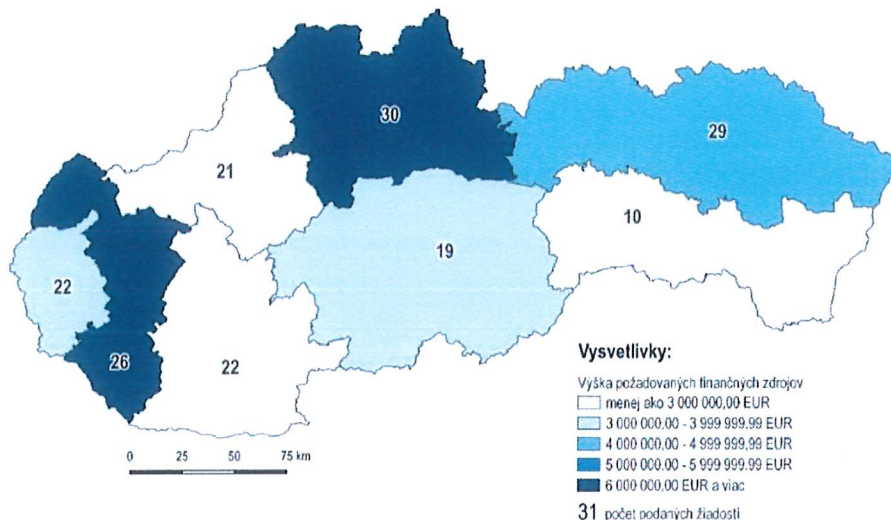 30
29
21
10
19
22
26
22
Vysvetlivky:
Výška požadovaných finančných zdrojov
menej ako 3 000 000,00 EUR
3 000 000.00 - 3 999 999.99 EUR
4 000 000.00 - 4 999 999,99 EUR
5 000 000.00 - 5 999 999.99 EUR
6 000 000,00 EUR a viac
31 počet podaných žiadostí
0 25 50 75 km